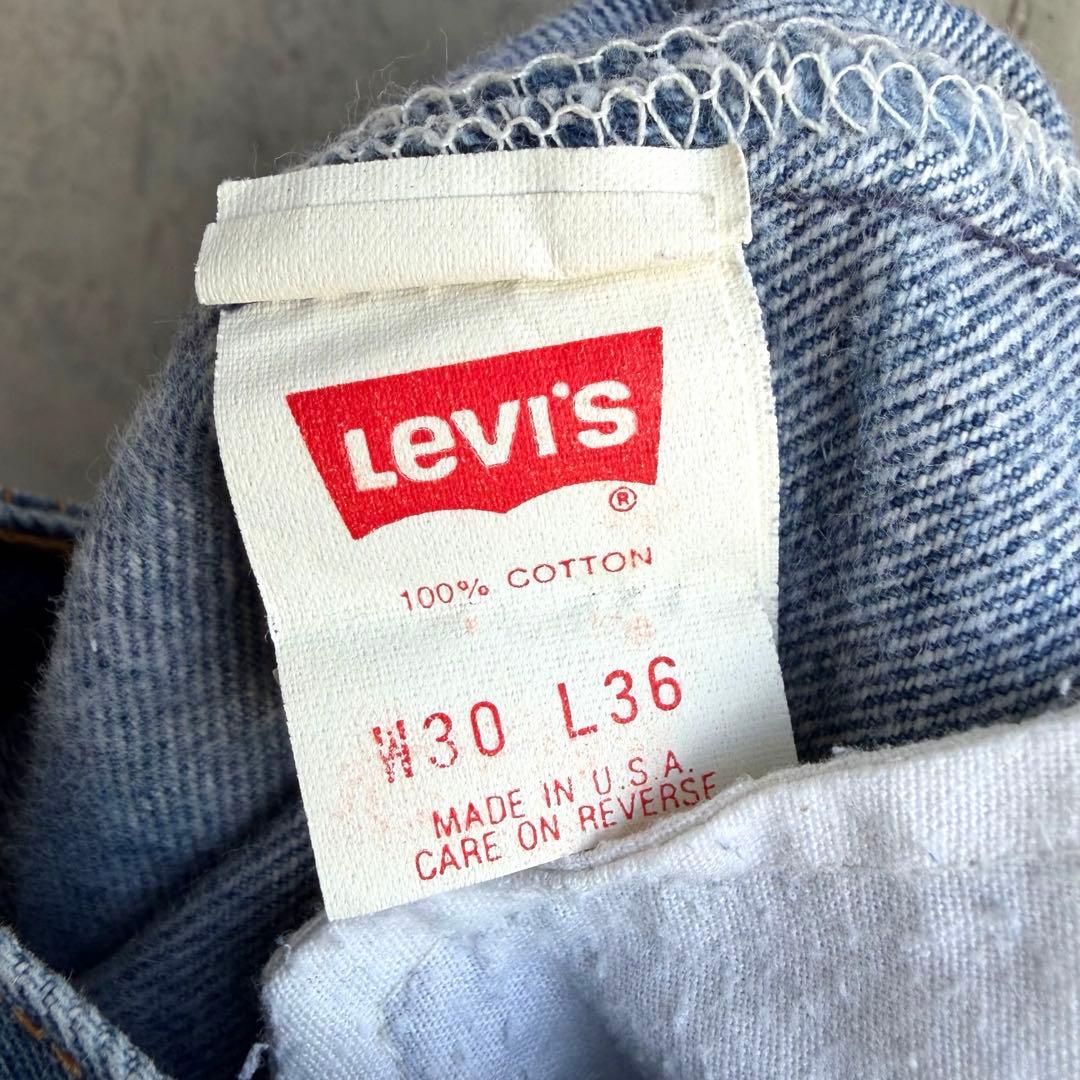 Levi's
®
100% COTTON
W30 L36
MADE IN U.S.A.
CARE ON REVERSE